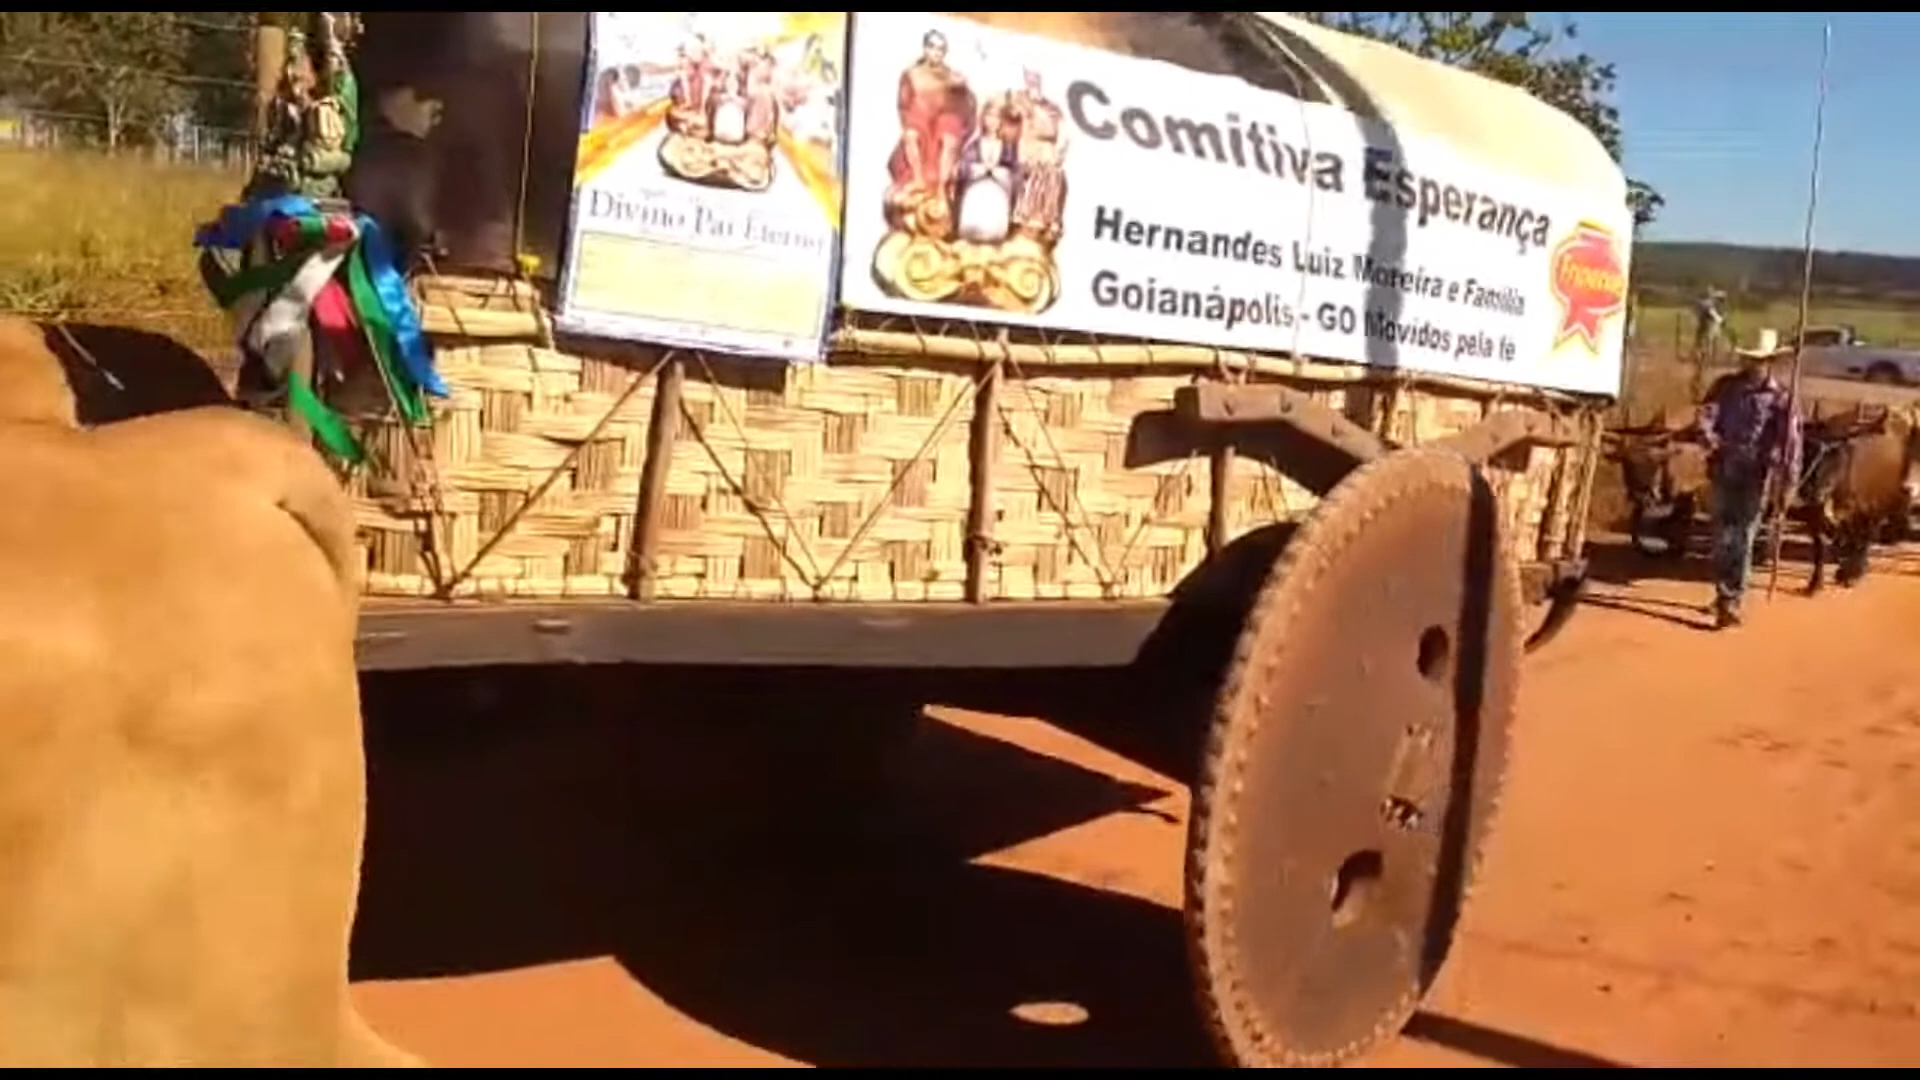 Divino Pai Eterno
Comitiva Esperança
Hernandes Luiz Moreira e Família
Goianápolis - GO Movidos pela fé